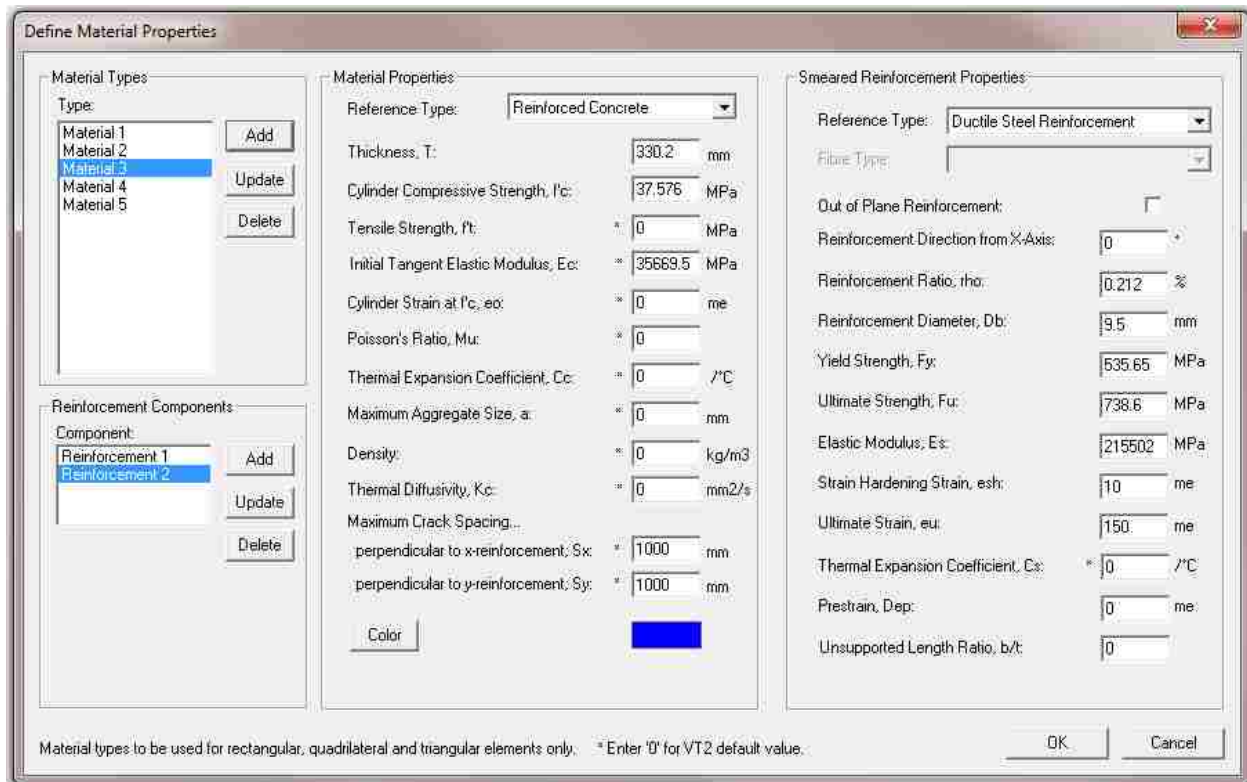 Define Material Properties
Material Types
Type:
Material 1
Material 2
Material 3
Material 4
Material 5
Add
Update
Delete
Reinforcement Components
Component:
Reinforcement 1
Reinforcement 2
Add
Update
Delete
Material Properties
Reference Type: Reinforced Concrete
Thickness, T: 330.2 mm
Cylinder Compressive Strength, f'c: 37.576 MPa
Tensile Strength, f't: * 0 MPa
Initial Tangent Elastic Modulus, Ec: * 35669.5 MPa
Cylinder Strain at f'c, eo: * 0 me
Poisson's Ratio, Mu: * 0
Thermal Expansion Coefficient, Cc: * 0 /°C
Maximum Aggregate Size, a: * 0 mm
Density: * 0 kg/m3
Thermal Diffusivity, Kc: * 0 mm2/s
Maximum Crack Spacing...
perpendicular to x-reinforcement, Sx: * 1000 mm
perpendicular to y-reinforcement, Sy: * 1000 mm
Color
Smeared Reinforcement Properties
Reference Type: Ductile Steel Reinforcement
Fibre Type:
Out of Plane Reinforcement:
Reinforcement Direction from X-Axis: 0 °
Reinforcement Ratio, rho: 0.212 %
Reinforcement Diameter, Db: 9.5 mm
Yield Strength, Fy: 535.65 MPa
Ultimate Strength, Fu: 738.6 MPa
Elastic Modulus, Es: 215502 MPa
Strain Hardening Strain, esh: 10 me
Ultimate Strain, eu: 150 me
Thermal Expansion Coefficient, Cs: * 0 /°C
Prestrain, Dep: 0 me
Unsupported Length Ratio, b/t: 0
Material types to be used for rectangular, quadrilateral and triangular elements only. * Enter '0' for VT2 default value.
OK
Cancel